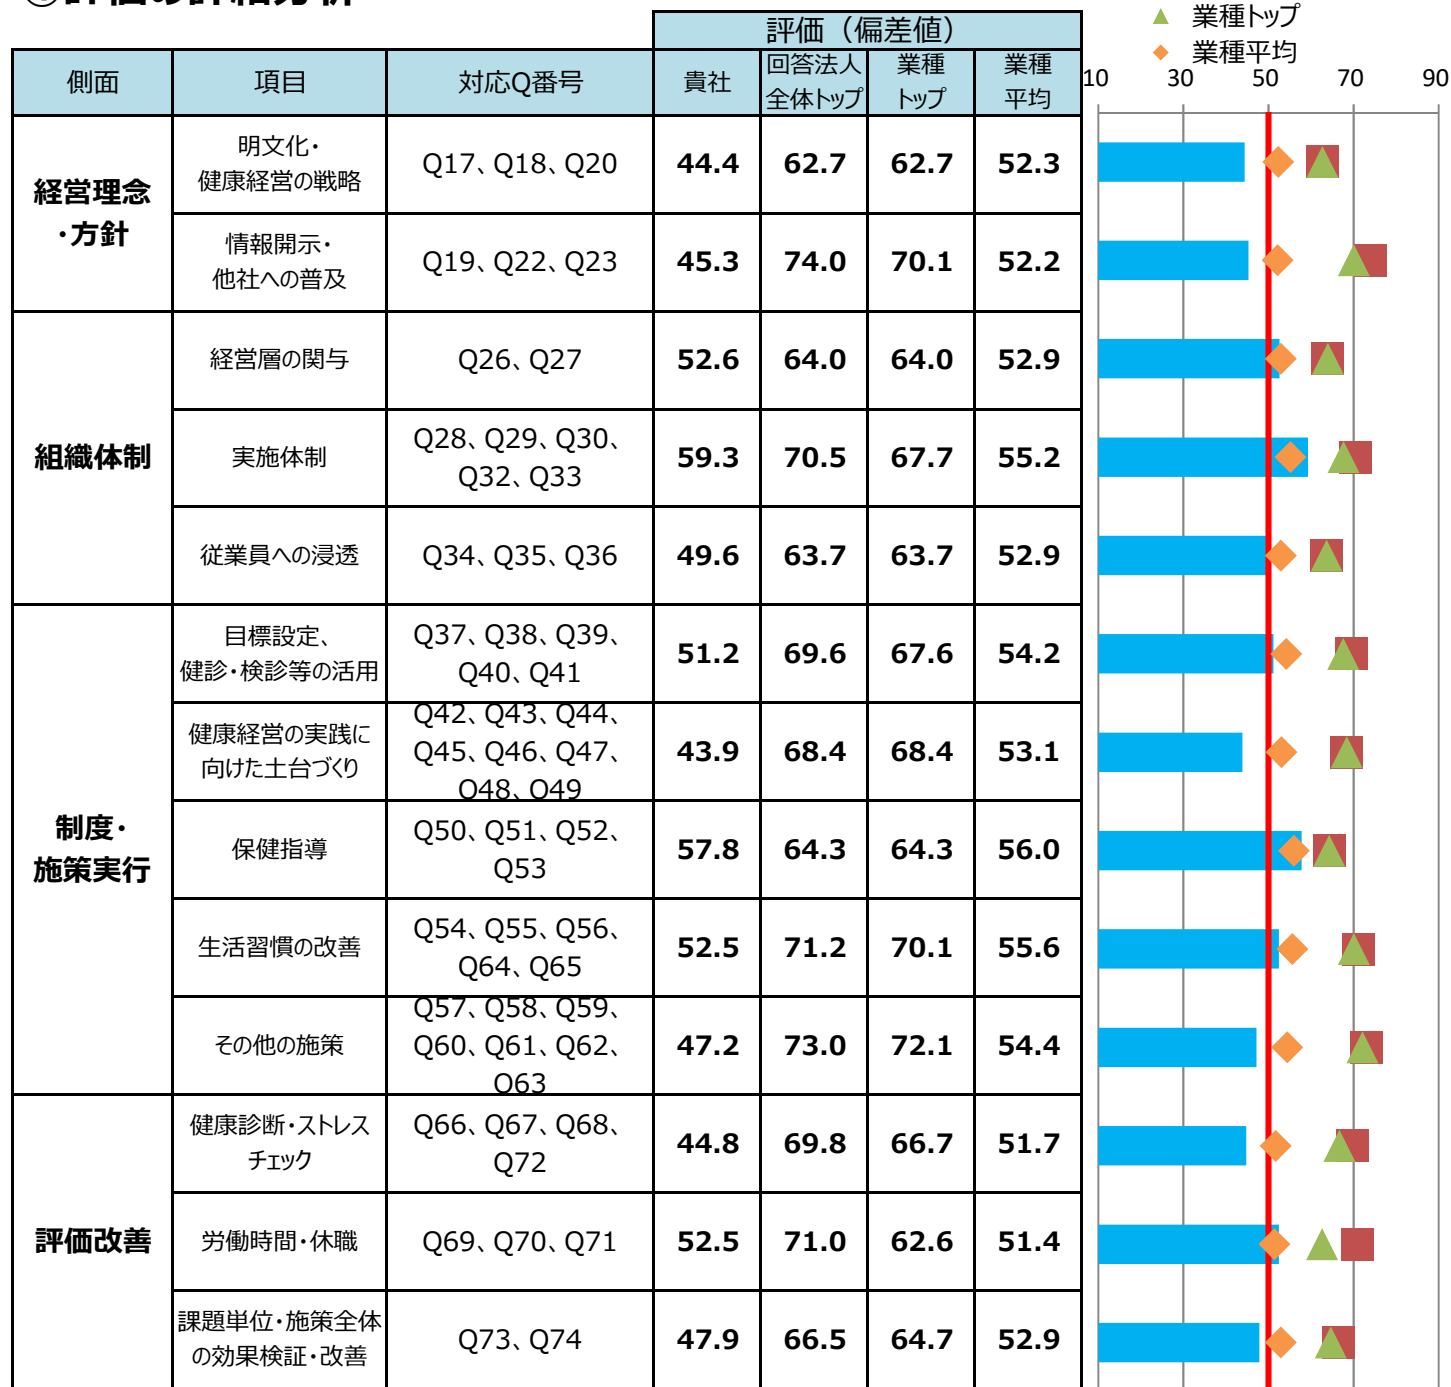 評価（偏差値）
▲ 業種トップ
◆ 業種平均
側面 項目 対応Q番号 貴社 回答法人 業種 業種
全体トップ トップ 平均
10 30 50 70 90
経営理念
・方針
明文化・
健康経営の戦略
Q17、Q18、Q20 44.4 62.7 62.7 52.3
情報開示・
他社への普及
Q19、Q22、Q23 45.3 74.0 70.1 52.2
組織体制
経営層の関与 Q26、Q27 52.6 64.0 64.0 52.9
実施体制
Q28、Q29、Q30、
Q32、Q33
59.3 70.5 67.7 55.2
従業員への浸透 Q34、Q35、Q36 49.6 63.7 63.7 52.9
制度・
施策実行
目標設定、
健診・検診等の活用
Q37、Q38、Q39、
Q40、Q41
51.2 69.6 67.6 54.2
健康経営の実践に
向けた土台づくり
Q42、Q43、Q44、
Q45、Q46、Q47、
Q48、Q49
43.9 68.4 68.4 53.1
保健指導
Q50、Q51、Q52、
Q53
57.8 64.3 64.3 56.0
生活習慣の改善
Q54、Q55、Q56、
Q64、Q65
52.5 71.2 70.1 55.6
その他の施策
Q57、Q58、Q59、
Q60、Q61、Q62、
Q63
47.2 73.0 72.1 54.4
評価改善
健康診断・ストレス
チェック
Q66、Q67、Q68、
Q72
44.8 69.8 66.7 51.7
労働時間・休職 Q69、Q70、Q71 52.5 71.0 62.6 51.4
課題単位・施策全体
の効果検証・改善
Q73、Q74 47.9 66.5 64.7 52.9